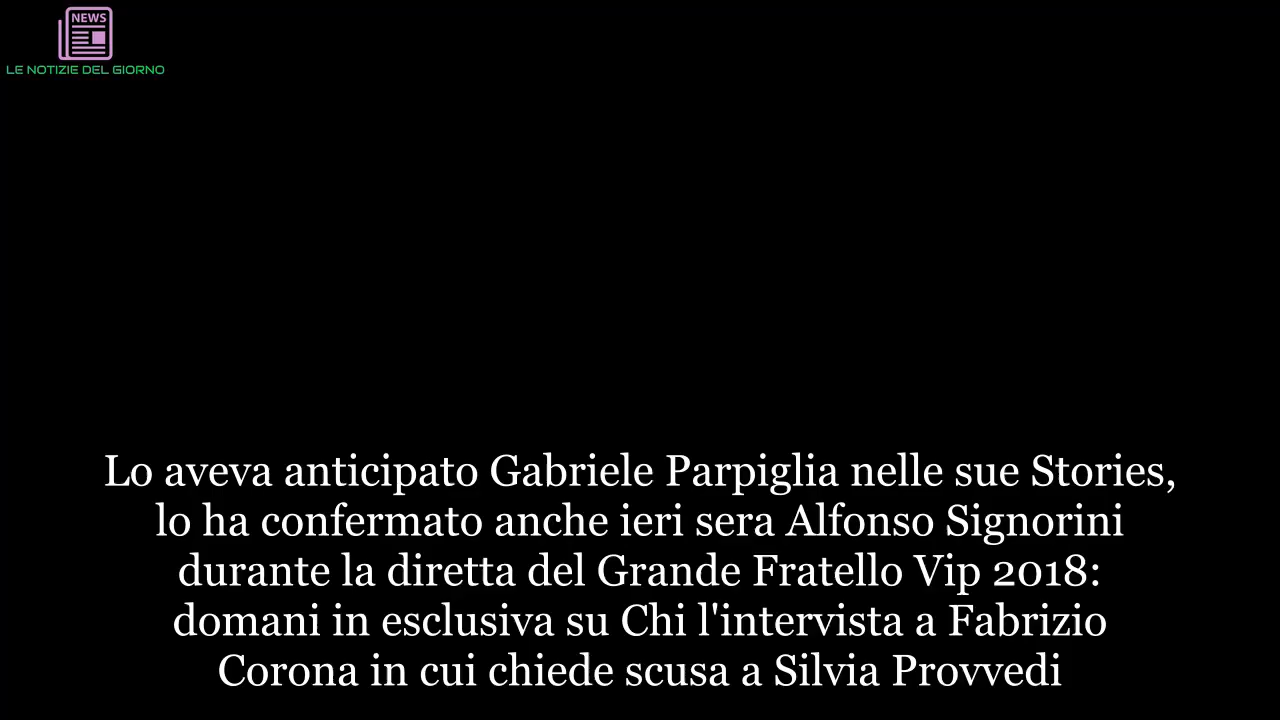 NEWS
LE NOTIZIE DEL GIORNO
Lo aveva anticipato Gabriele Parpiglia nelle sue Stories,
lo ha confermato anche ieri sera Alfonso Signorini
durante la diretta del Grande Fratello Vip 2018:
domani in esclusiva su Chi l'intervista a Fabrizio
Corona in cui chiede scusa a Silvia Provvedi